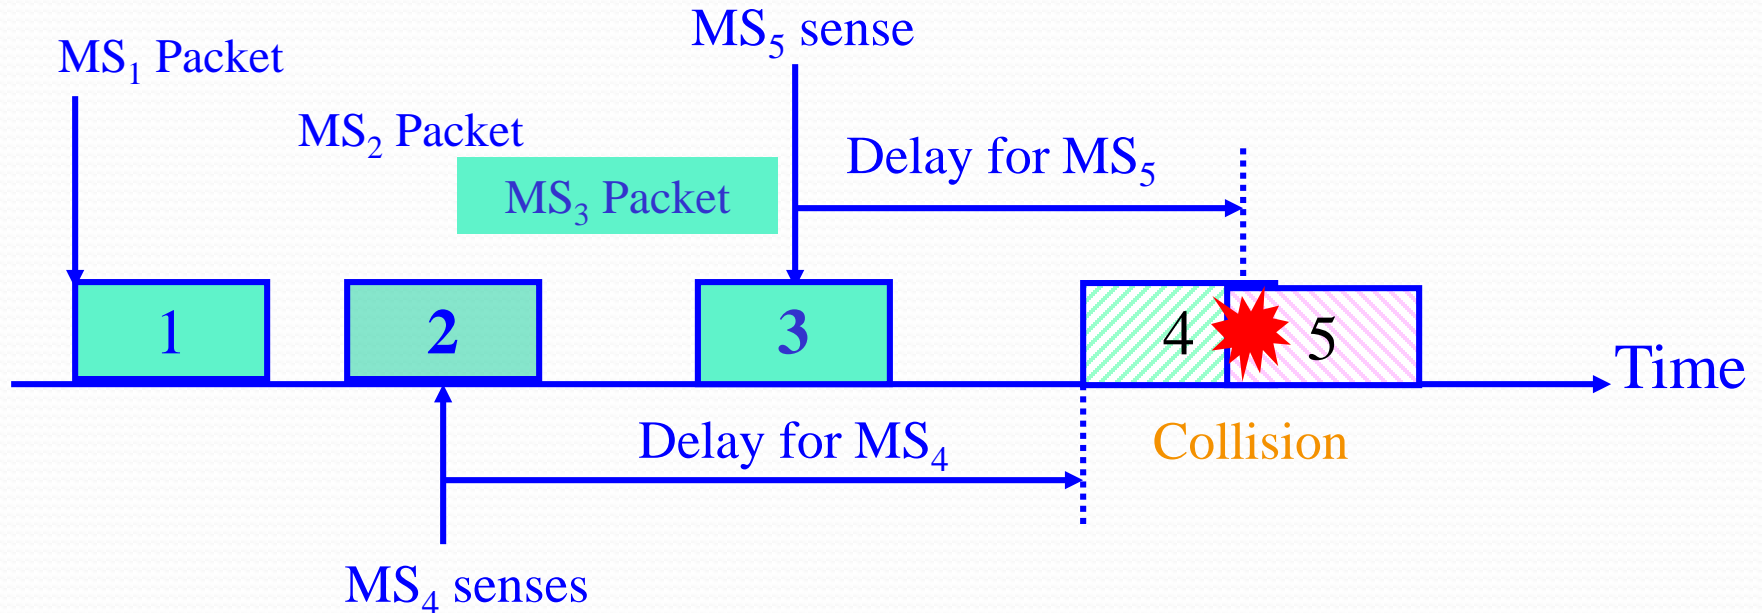 MS₅ sense
MS₁ Packet
MS₂ Packet
Delay for MS₅
MS₃ Packet
1
2
3
4
5
Time
Delay for MS₄
Collision
MS₄ senses